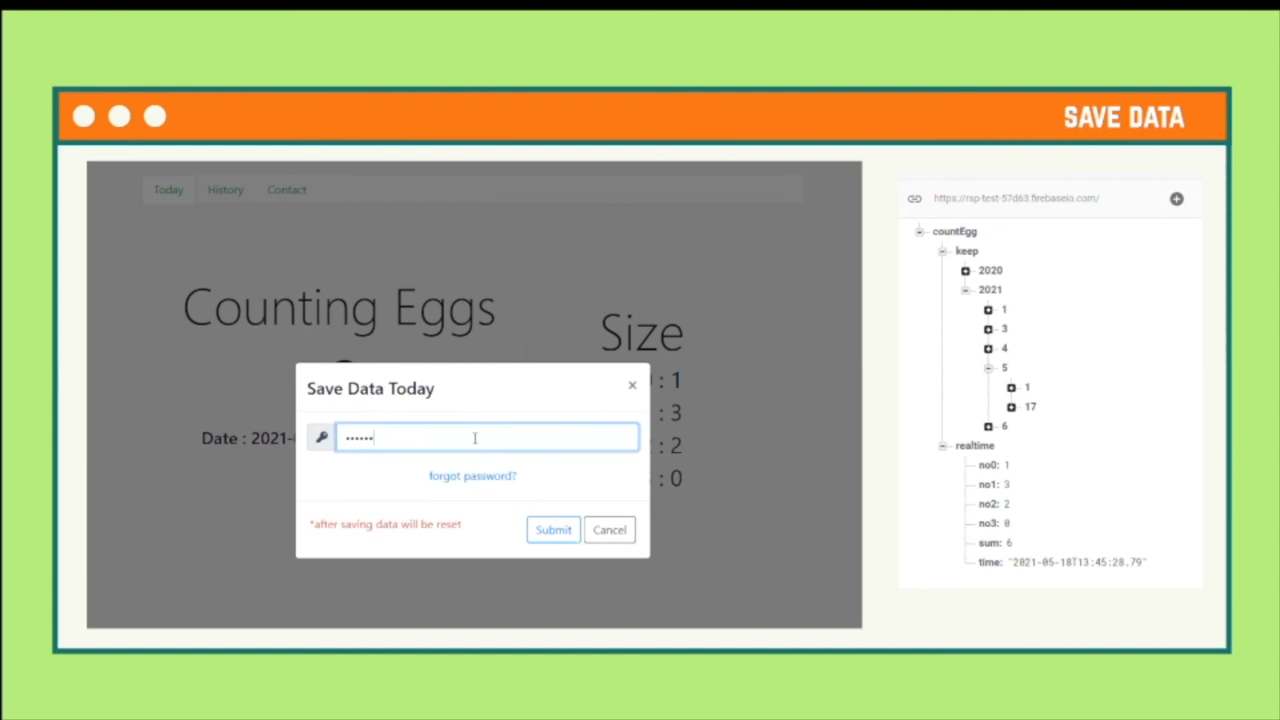 SAVE DATA
Today History Contact
Counting Eggs
Size
: 1
: 3
: 2
: 0
Date : 2021-
Save Data Today
×
••••••
forgot password?
*after saving data will be reset
Submit Cancel
https://rsp-test-57d63.firebaseio.com/
countEgg
keep
2020
2021
1
3
4
5
1
17
6
realtime
no0: 1
no1: 3
no2: 2
no3: 0
sum: 6
time: "2021-05-18T13:45:28.79"